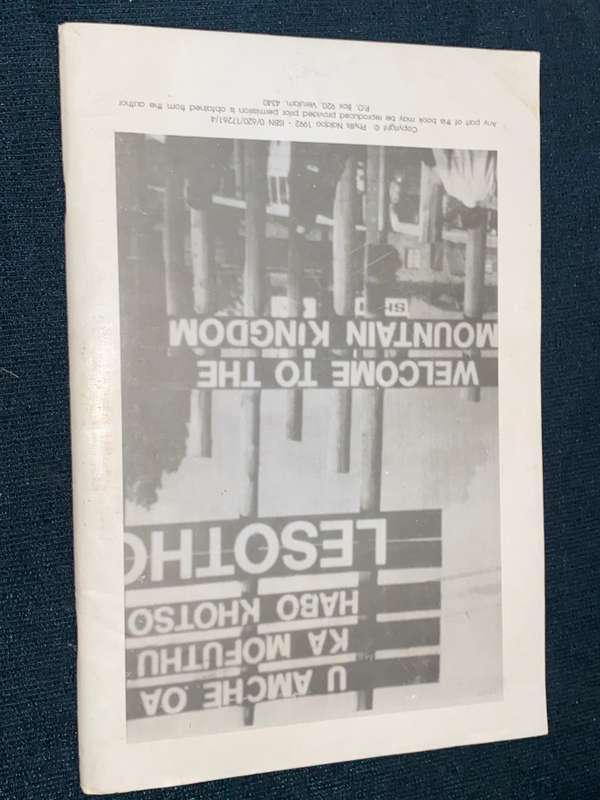 U AMCHE OA
KA MOFUTHU
HABO KHOTSO
LESOTHO
WELCOME TO THE
MOUNTAIN KINGDOM
Copyright © Phyllis Naidoo 1992 - ISBN 0/620/17261/4
Any part of this book may be reproduced provided prior permission is obtained from the author
P.O. Box 920, Verulam, 4340